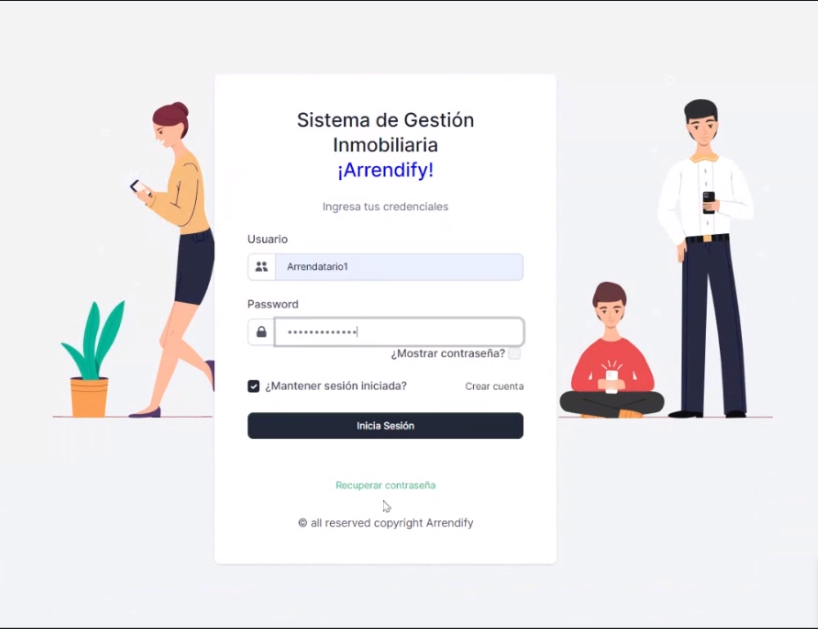 Sistema de Gestión
Inmobiliaria
¡Arrendify!
Ingresa tus credenciales
Usuario
Arrendatario1
Password
•••••••••••••
¿Mostrar contraseña?
¿Mantener sesión iniciada? Crear cuenta
Inicia Sesión
Recuperar contraseña
© all reserved copyright Arrendify